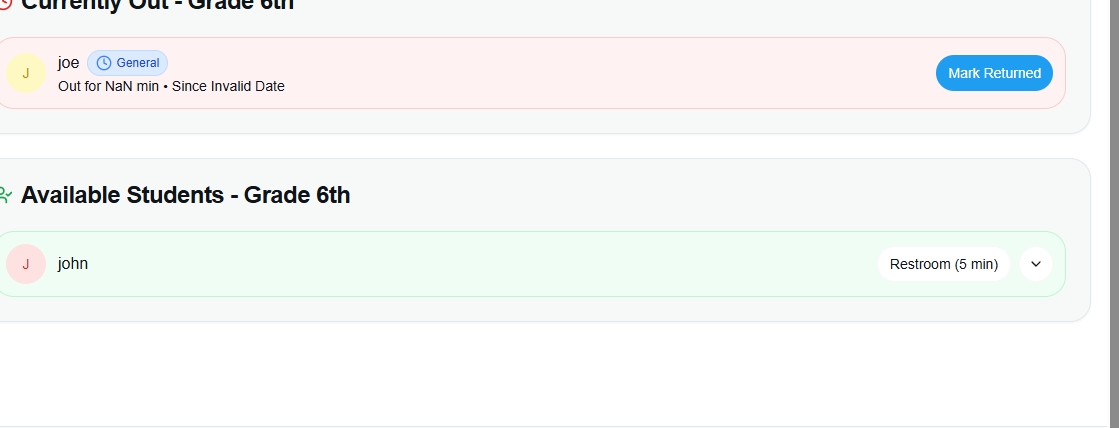 Currently Out - Grade 6th
J
joe
General
Out for NaN min • Since Invalid Date
Mark Returned
Available Students - Grade 6th
J
john
Restroom (5 min)